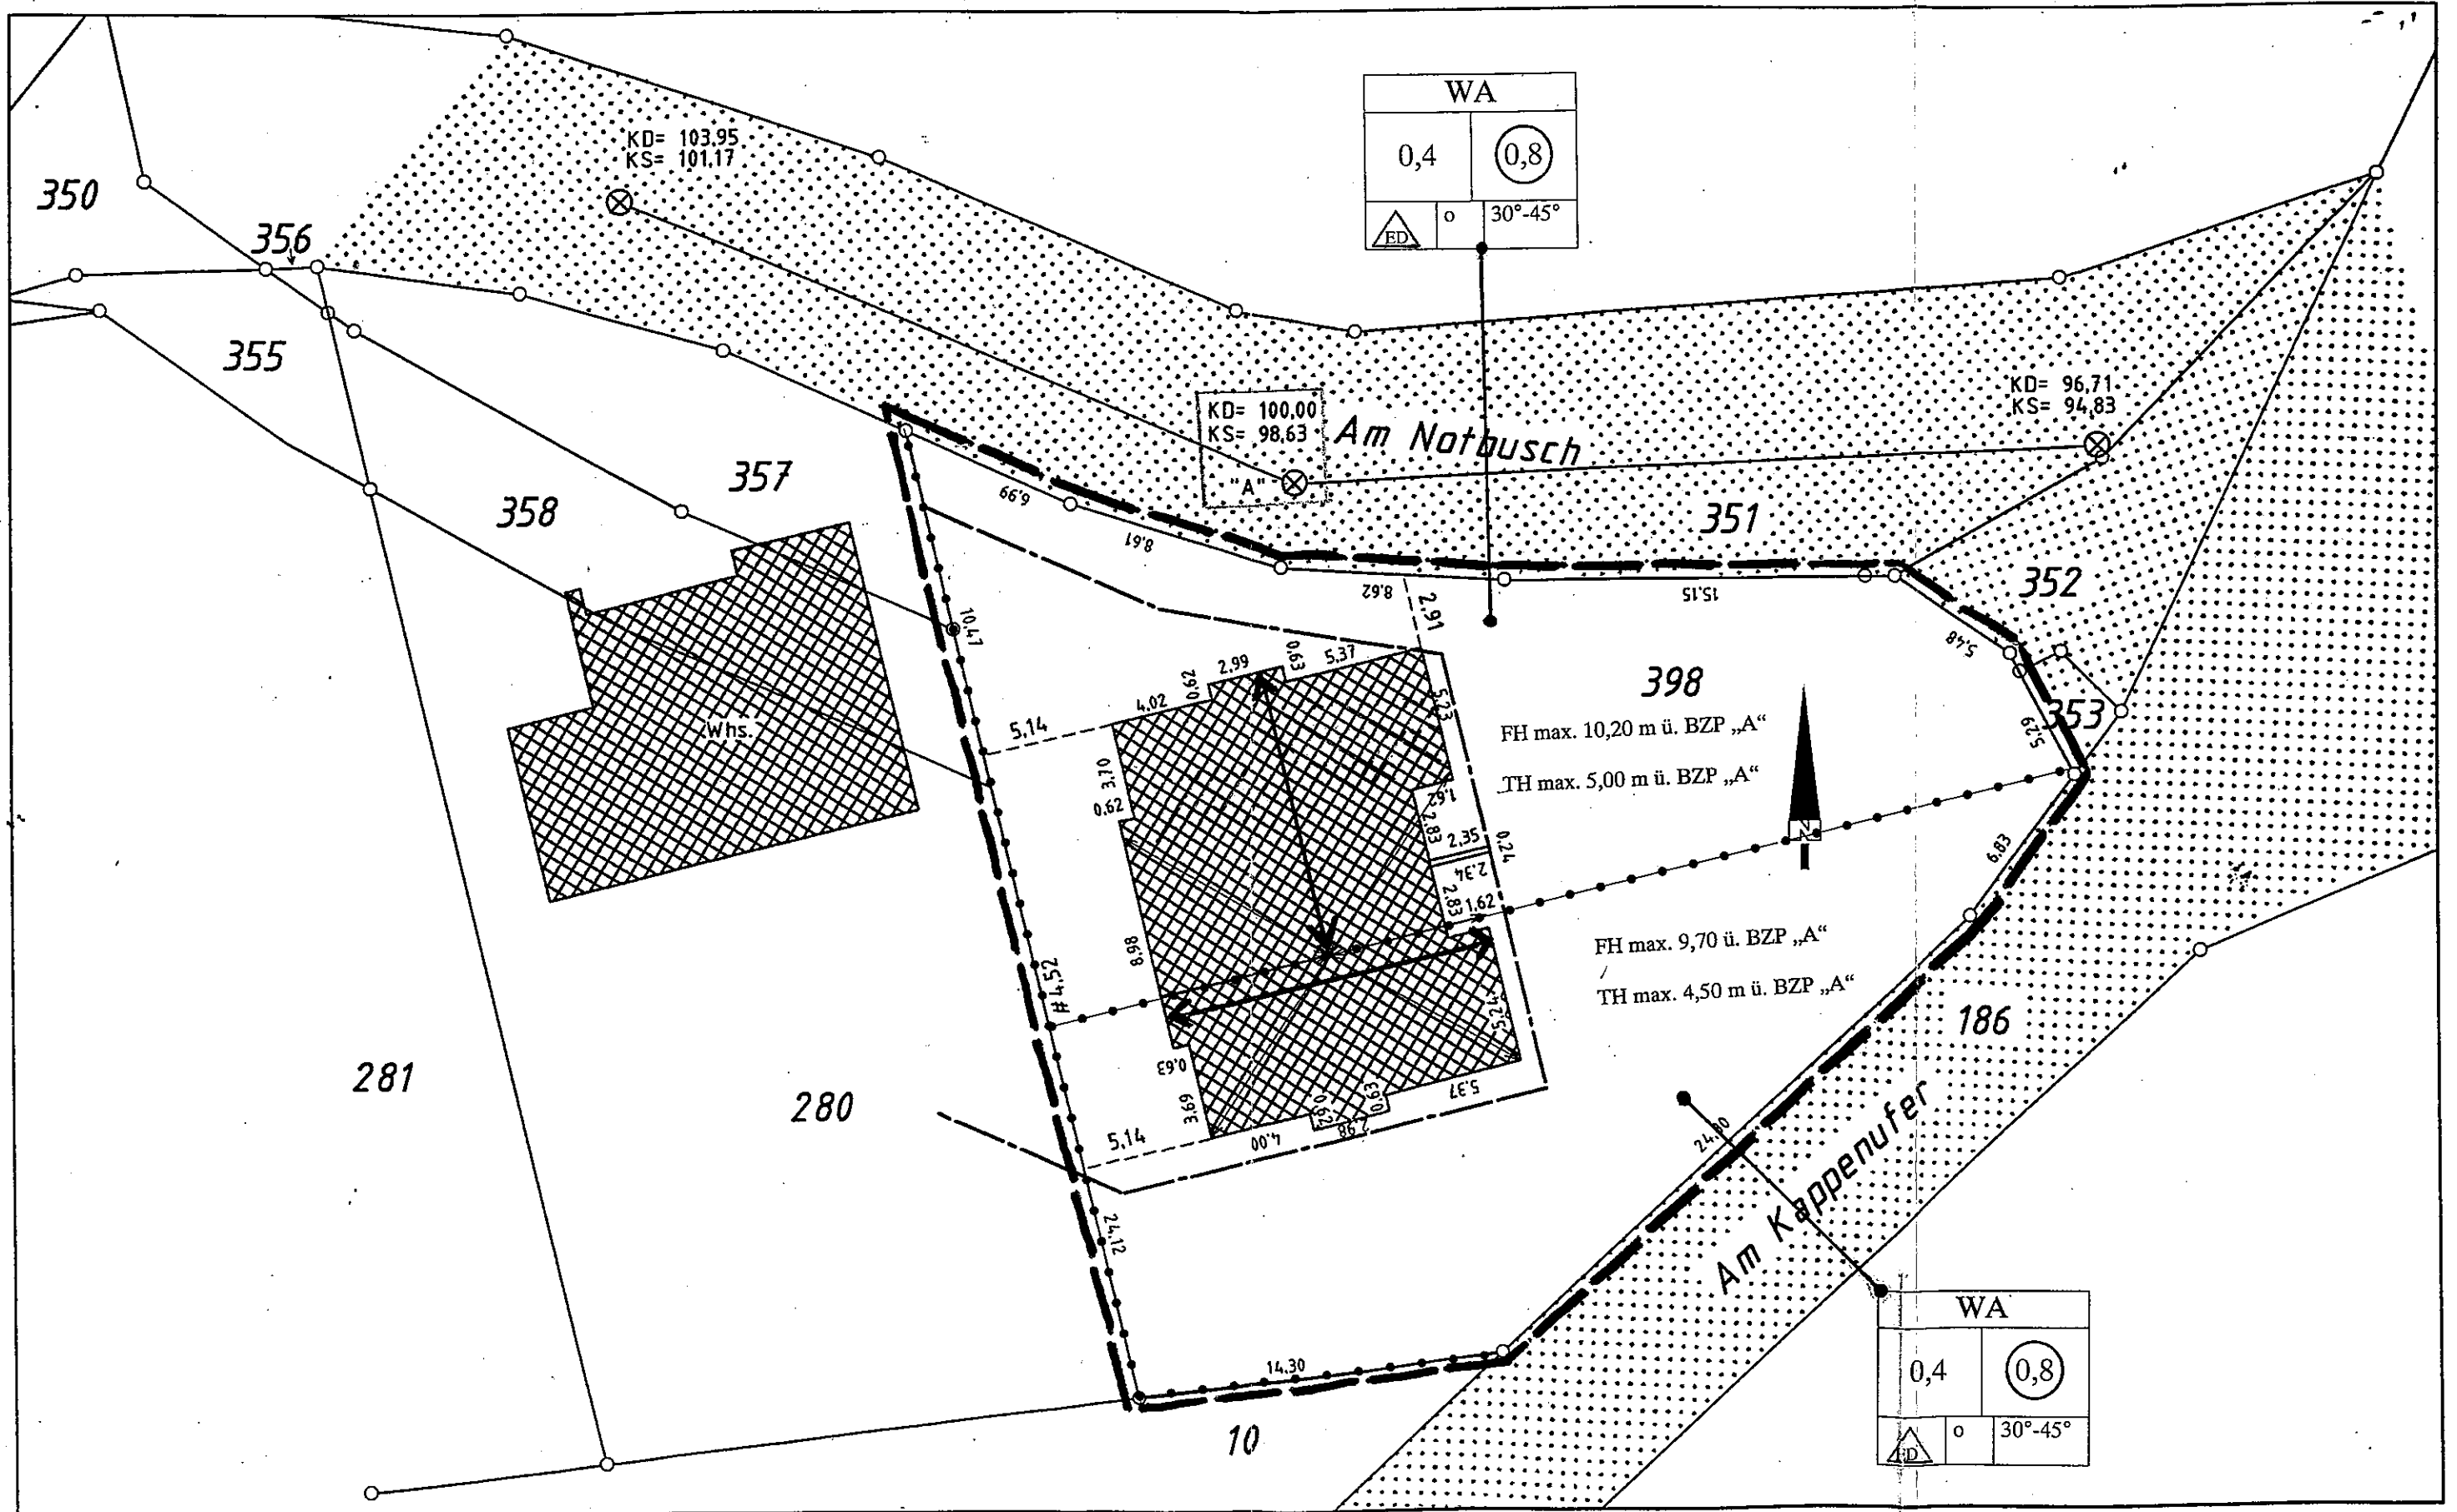 WA
0,4
0,8
ED
o
30°-45°
KD= 103,95
KS= 101,17
350
356
355
357
358
KD= 100,00
KS= 98,63
"A"
Am Notbusch
KD= 96,71
KS= 94,83
351
352
353
6.99
8.61
8.62
15.15
5.48
5.29
6.83
24.30
14.30
24.12
10.47
# 4.52
2,91
398
FH max. 10,20 m ü. BZP „A“
TH max. 5,00 m ü. BZP „A“
N
FH max. 9,70 ü. BZP „A“
TH max. 4,50 m ü. BZP „A“
Whs.
5,14
4,02
0,62
2,99
0,63
5,37
5,23
1,62
2,83
2,35
0,24
2,34
2,83
1,62
5,24
3,70
0,62
8,98
0,63
3,69
5,14
4,00
0,62
2,98
0,63
5,37
281
280
186
Am Kappenufer
10
WA
0,4
0,8
ED
o
30°-45°